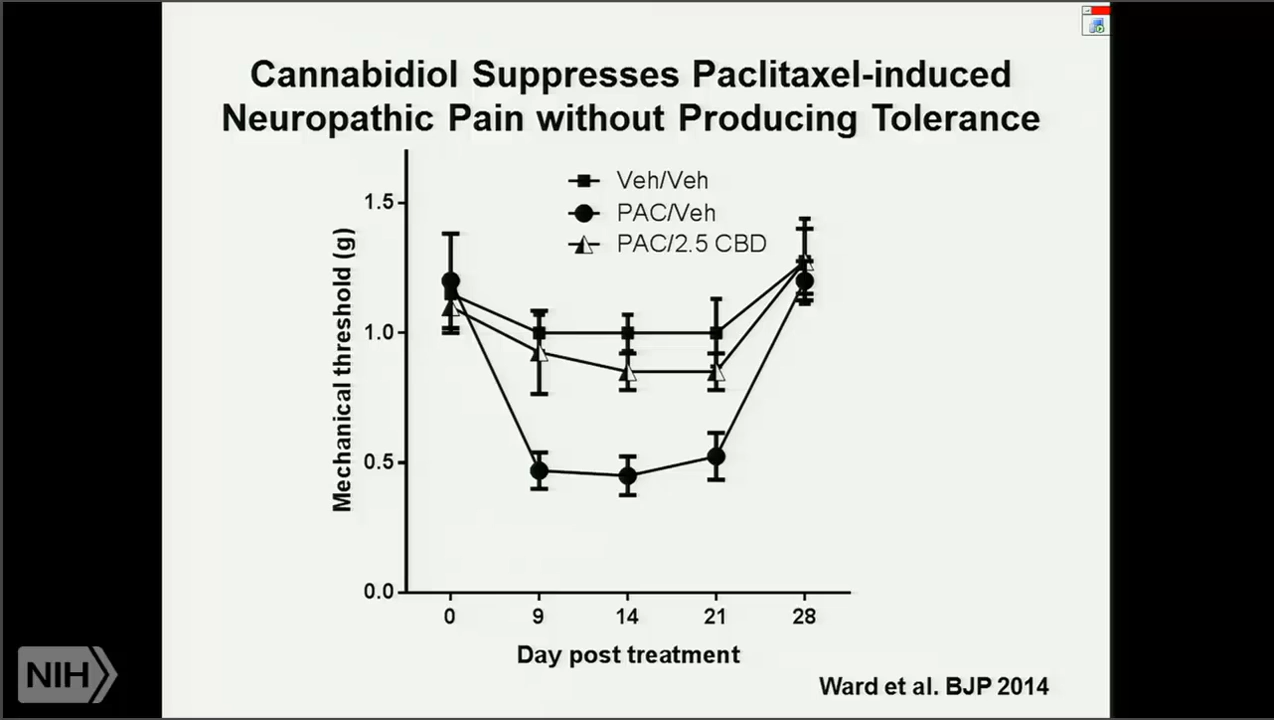 Cannabidiol Suppresses Paclitaxel-induced
Neuropathic Pain without Producing Tolerance
Veh/Veh
PAC/Veh
PAC/2.5 CBD
Mechanical threshold (g)
1.5
1.0
0.5
0.0
0 9 14 21 28
Day post treatment
Ward et al. BJP 2014
NIH